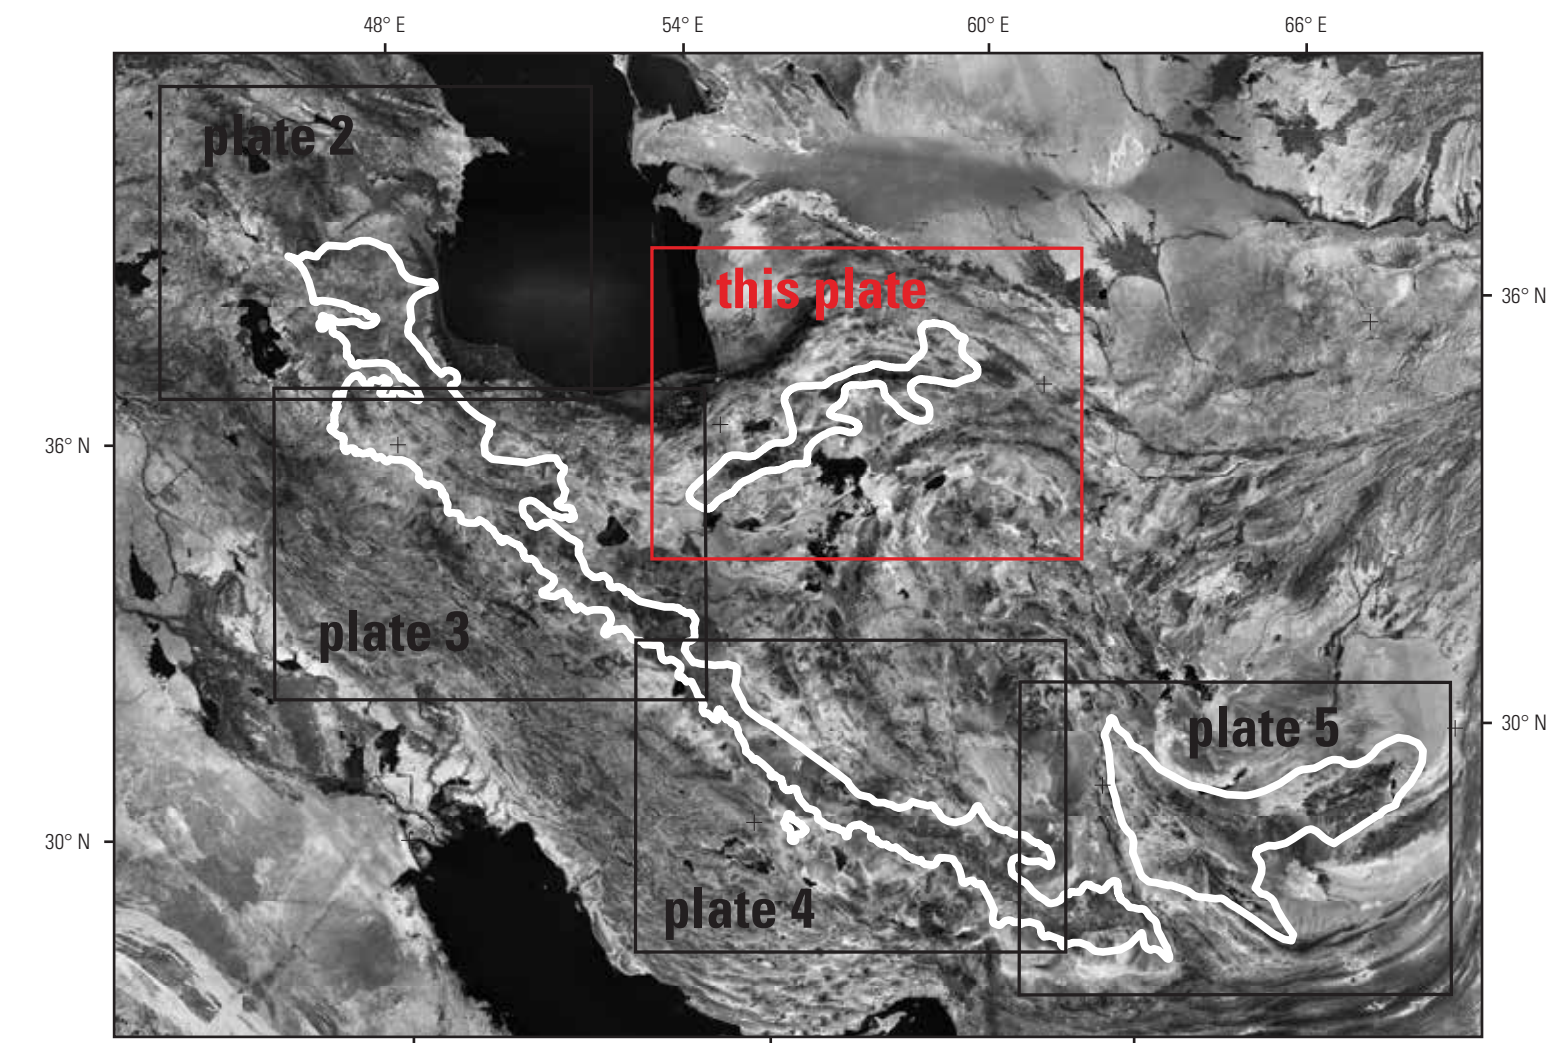 48° E
54° E
60° E
66° E
plate 2
this plate
36° N
36° N
plate 3
plate 5
30° N
30° N
plate 4